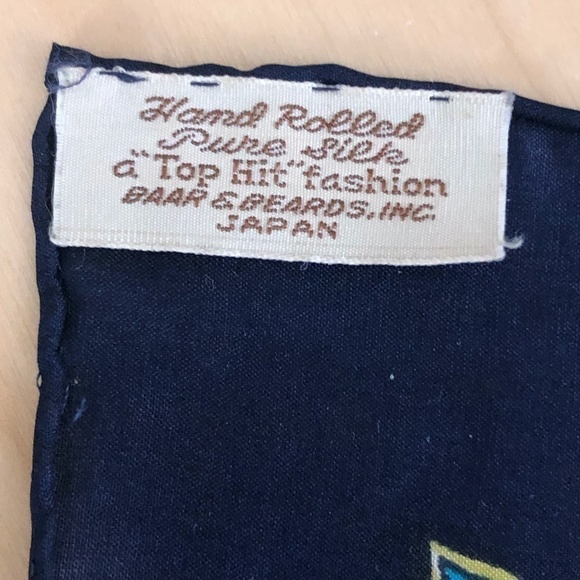 Hand Rolled
Pure Silk
a "Top Hit" fashion
BAAR & BEARDS, INC.
JAPAN